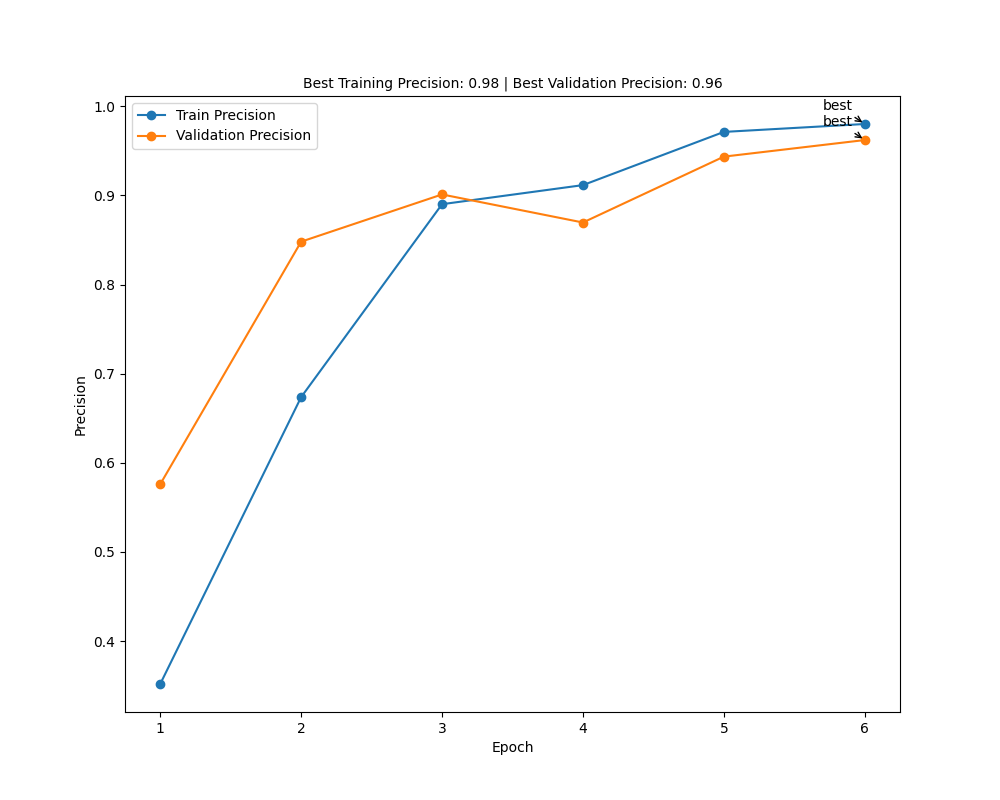 Best Training Precision: 0.98 | Best Validation Precision: 0.96
Train Precision
Validation Precision
best
best
1.0
0.9
0.8
0.7
0.6
0.5
0.4
Precision
1 2 3 4 5 6
Epoch